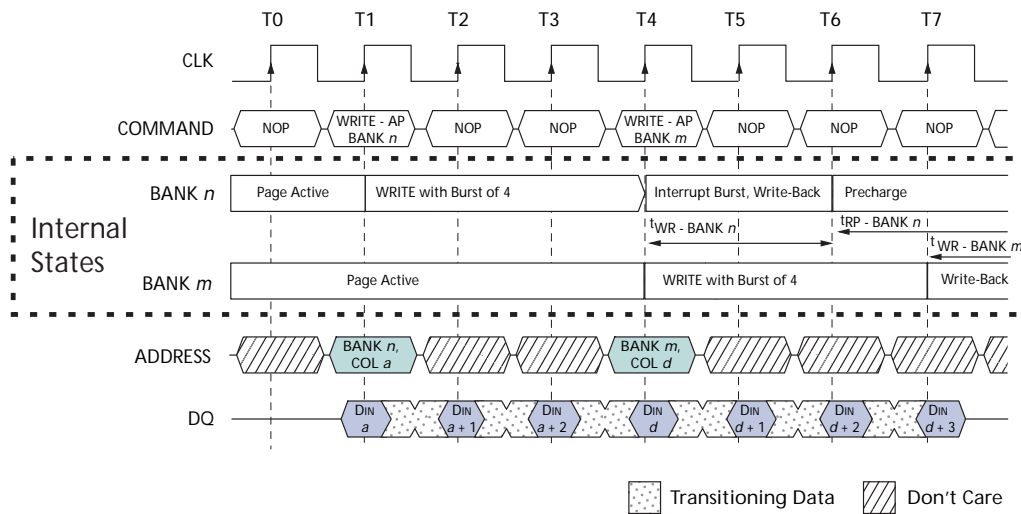 T0 T1 T2 T3 T4 T5 T6 T7
CLK
COMMAND NOP WRITE - AP BANK n NOP NOP WRITE - AP BANK m NOP NOP NOP
Internal States
BANK n Page Active WRITE with Burst of 4 Interrupt Burst, Write-Back Precharge
tWR - BANK n tRP - BANK n
tWR - BANK m
BANK m Page Active WRITE with Burst of 4 Write-Back
ADDRESS BANK n, COL a BANK m, COL d
DQ DIN a DIN a + 1 DIN a + 2 DIN d DIN d + 1 DIN d + 2 DIN d + 3
Transitioning Data Don't Care